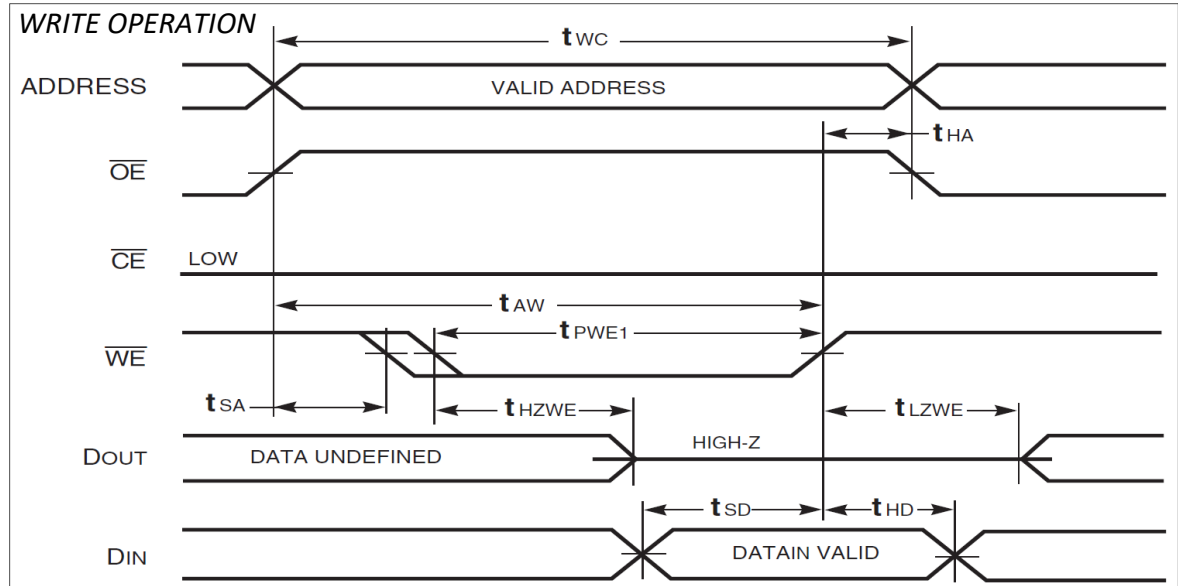 WRITE OPERATION
tWC
ADDRESS
VALID ADDRESS
tHA
OE
CE
LOW
tAW
tPWE1
WE
tSA
tHZWE
tLZWE
DOUT
DATA UNDEFINED
HIGH-Z
tSD
tHD
DIN
DATAIN VALID